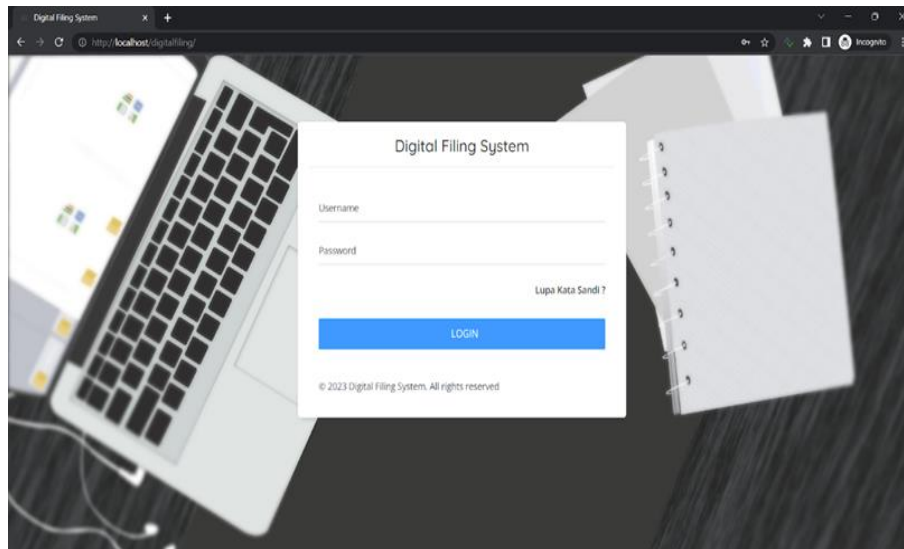 Digital Filing System
http://localhost/digitalfiling/
Incognito
Digital Filing System
Username
Password
Lupa Kata Sandi ?
LOGIN
© 2023 Digital Filing System. All rights reserved